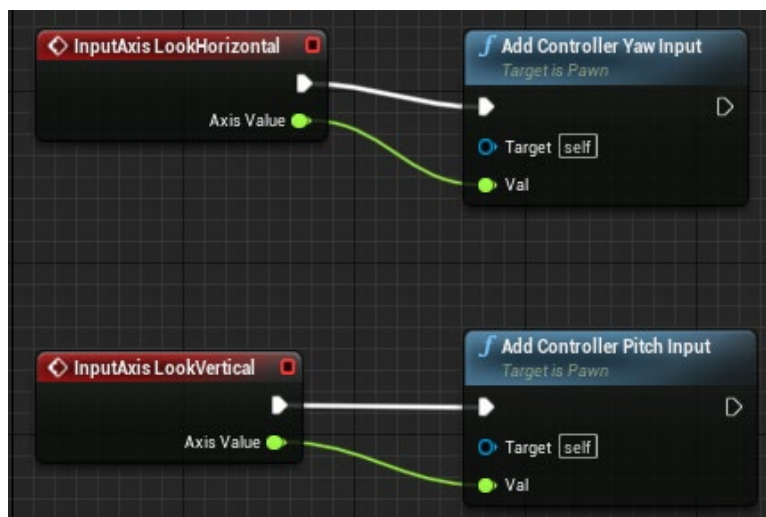 InputAxis LookHorizontal
Axis Value
f Add Controller Yaw Input
Target is Pawn
Target self
Val
InputAxis LookVertical
Axis Value
f Add Controller Pitch Input
Target is Pawn
Target self
Val